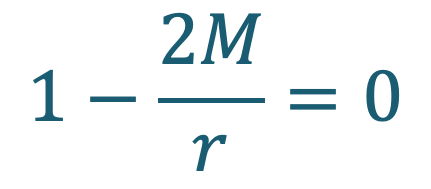 1 − 2M/r = 0